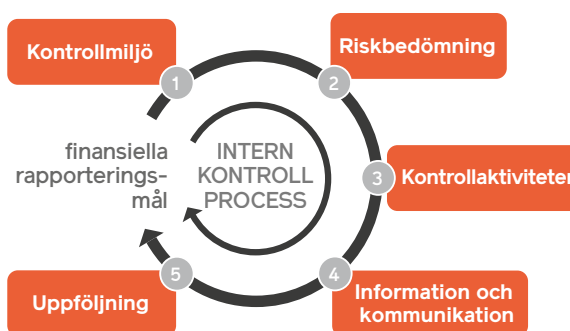 Kontrollmiljö
1
Riskbedömning
2
finansiella
rapporterings-
mål
INTERN
KONTROLL
PROCESS
3
Kontrollaktiviteter
5
Uppföljning
4
Information och
kommunikation